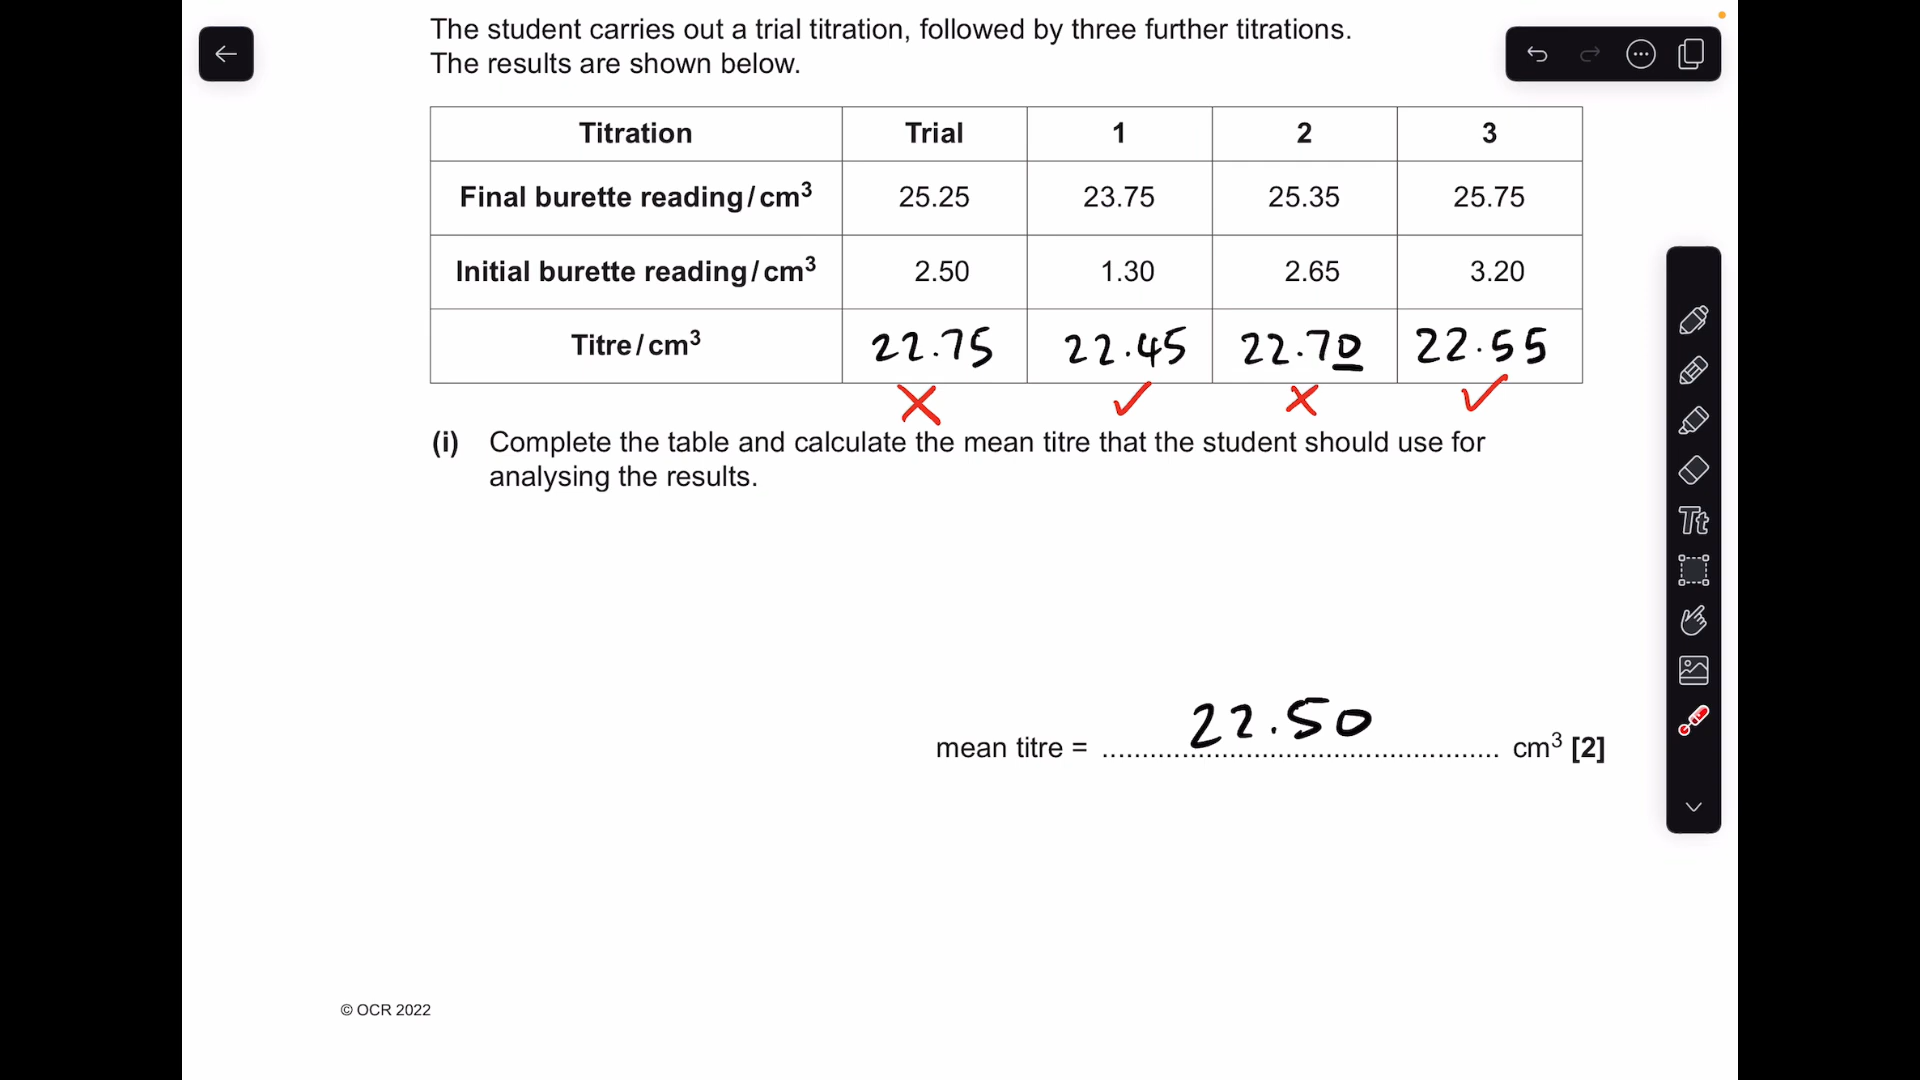 The student carries out a trial titration, followed by three further titrations.
The results are shown below.
Titration Trial 1 2 3
Final burette reading/cm³ 25.25 23.75 25.35 25.75
Initial burette reading/cm³ 2.50 1.30 2.65 3.20
Titre/cm³ 22.75 22.45 22.70 22.55
(i) Complete the table and calculate the mean titre that the student should use for
analysing the results.
mean titre = 22.50 cm³ [2]
© OCR 2022
Tt